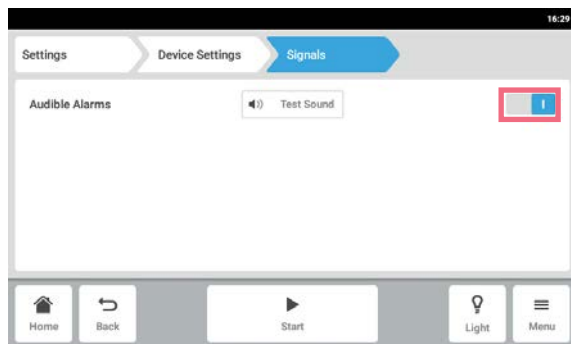 16:29
Settings Device Settings Signals
Audible Alarms Test Sound I
Home Back Start Light Menu